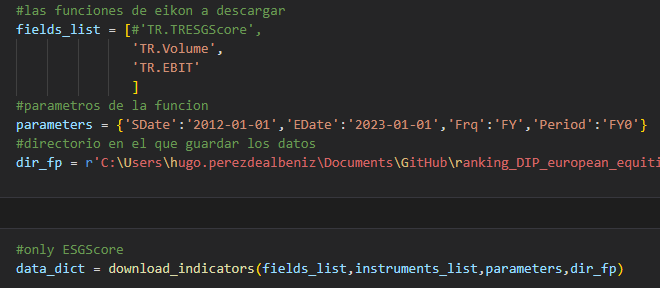 #las funciones de eikon a descargar
fields_list = [#'TR.TRESGScore',
'TR.Volume',
'TR.EBIT'
]
#parametros de la funcion
parameters = {'SDate':'2012-01-01','EDate':'2023-01-01','Frq':'FY','Period':'FY0'}
#directorio en el que guardar los datos
dir_fp = r'C:\Users\hugo.perezdealbeniz\Documents\GitHub\ranking_DIP_european_equiti
#only ESGScore
data_dict = download_indicators(fields_list,instruments_list,parameters,dir_fp)